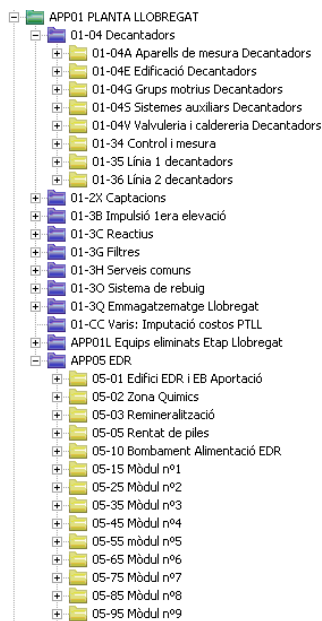 APP01 PLANTA LLOBREGAT
01-04 Decantadors
01-04A Aparells de mesura Decantadors
01-04E Edificació Decantadors
01-04G Grups motrius Decantadors
01-04S Sistemes auxiliars Decantadors
01-04V Valvuleria i caldereria Decantadors
01-34 Control i mesura
01-35 Línia 1 decantadors
01-36 Línia 2 decantadors
01-2X Captacions
01-3B Impulsió 1era elevació
01-3C Reactius
01-3G Filtres
01-3H Serveis comuns
01-3O Sistema de rebuig
01-3Q Emmagatzematge Llobregat
01-CC Varis: Imputació costos PTLL
APP01L Equips eliminats Etap Llobregat
APP05 EDR
05-01 Edifici EDR i EB Aportació
05-02 Zona Quimics
05-03 Remineralització
05-05 Rentat de piles
05-10 Bombament Alimentació EDR
05-15 Mòdul nº1
05-25 Mòdul nº2
05-35 Mòdul nº3
05-45 Mòdul nº4
05-55 mòdul nº5
05-65 Mòdul nº6
05-75 Mòdul nº7
05-85 Mòdul nº8
05-95 Mòdul nº9